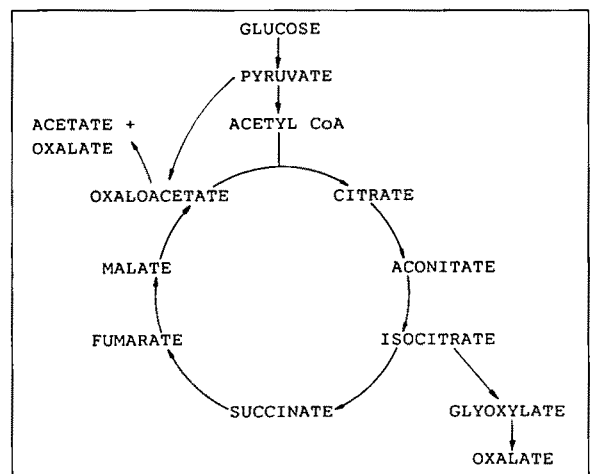 GLUCOSE
PYRUVATE
ACETYL CoA
ACETATE +
OXALATE
OXALOACETATE
CITRATE
MALATE
ACONITATE
FUMARATE
ISOCITRATE
SUCCINATE
GLYOXYLATE
OXALATE